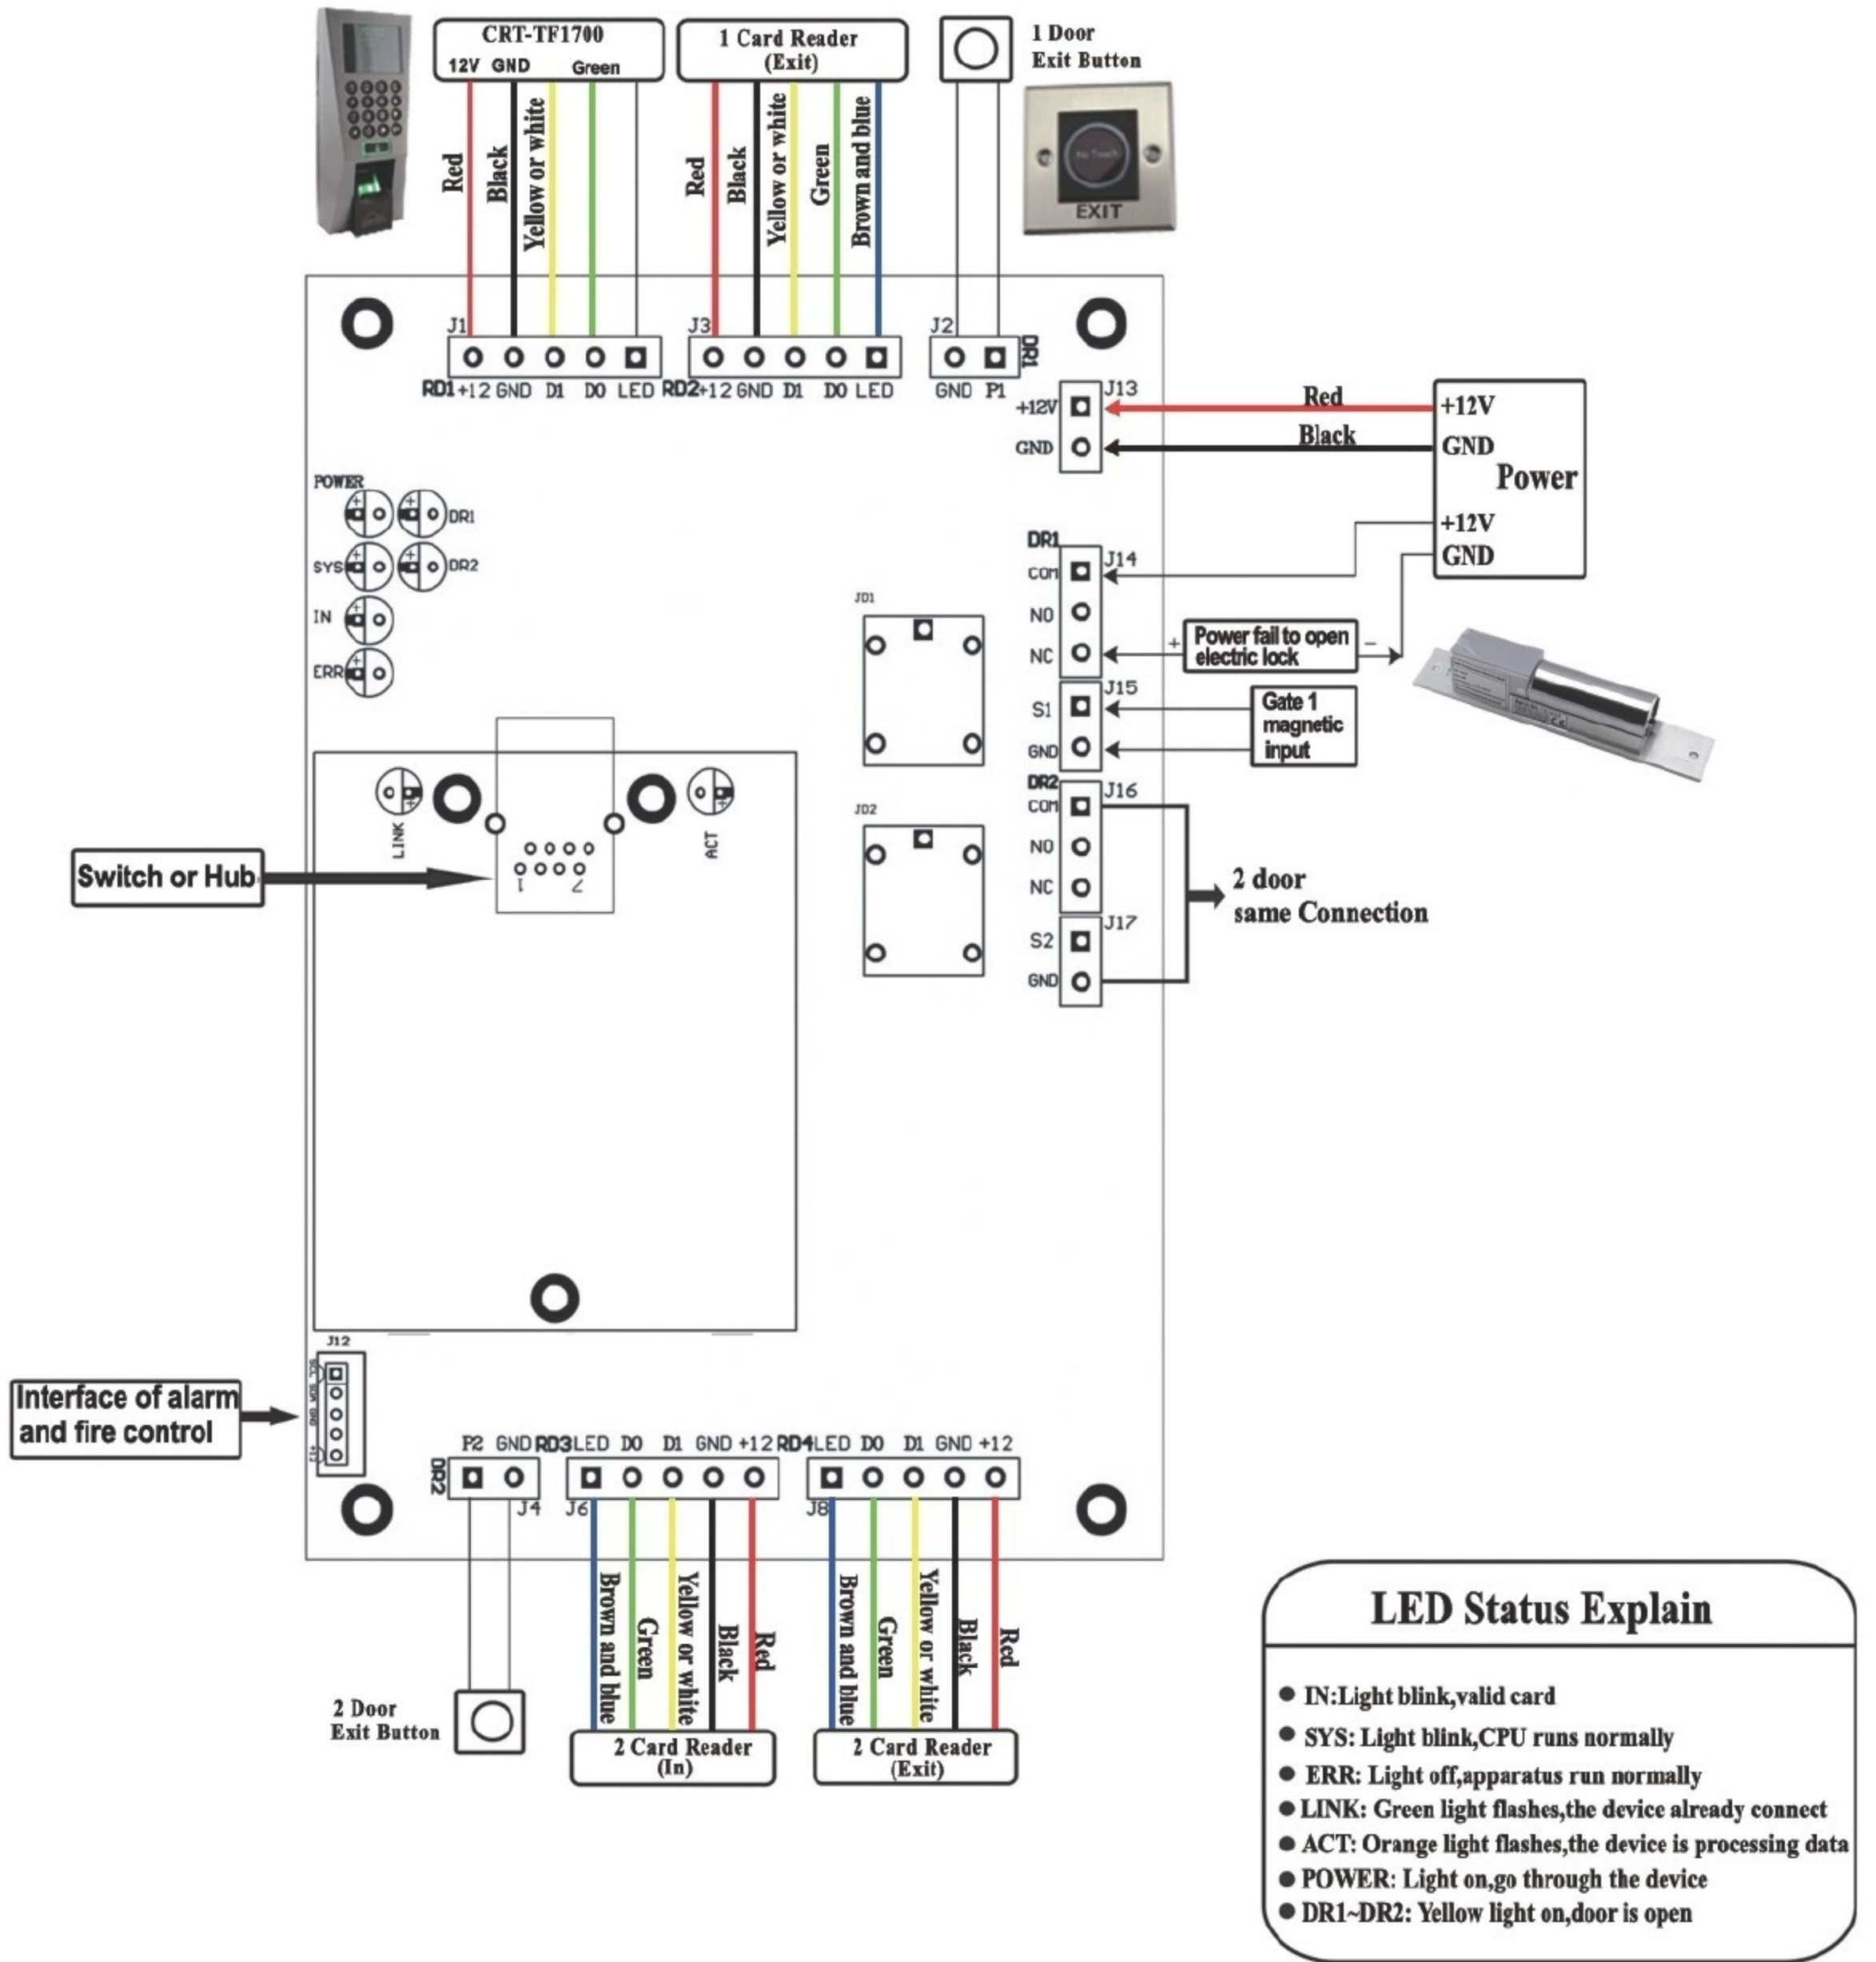 CRT-TF1700
12V GND Green
1 Card Reader
(Exit)
1 Door
Exit Button
Red
Black
Yellow or white
Red
Black
Yellow or white
Green
Brown and blue
No Touch
EXIT
J1
J3
J2
DR1
RD1 +12 GND D1 D0 LED
RD2 +12 GND D1 D0 LED
GND P1
J13
+12V
GND
Red
Black
+12V
GND
Power
+12V
GND
POWER
DR1
SYS
DR2
IN
ERR
DR1
J14
COM
NO
NC
+
Power fail to open
electric lock
−
J15
S1
GND
Gate 1
magnetic
input
JD1
JD2
DR2
J16
COM
NO
NC
J17
S2
GND
2 door
same Connection
LINK
ACT
1 7
Switch or Hub
J12
SCL SDA GND +12
Interface of alarm
and fire control
P2 GND
RD3 LED D0 D1 GND +12
RD4 LED D0 D1 GND +12
DR2
J4
J6
J8
Brown and blue
Green
Yellow or white
Black
Red
Brown and blue
Green
Yellow or white
Black
Red
2 Door
Exit Button
2 Card Reader
(In)
2 Card Reader
(Exit)
LED Status Explain
● IN:Light blink,valid card
● SYS: Light blink,CPU runs normally
● ERR: Light off,apparatus run normally
● LINK: Green light flashes,the device already connect
● ACT: Orange light flashes,the device is processing data
● POWER: Light on,go through the device
● DR1~DR2: Yellow light on,door is open